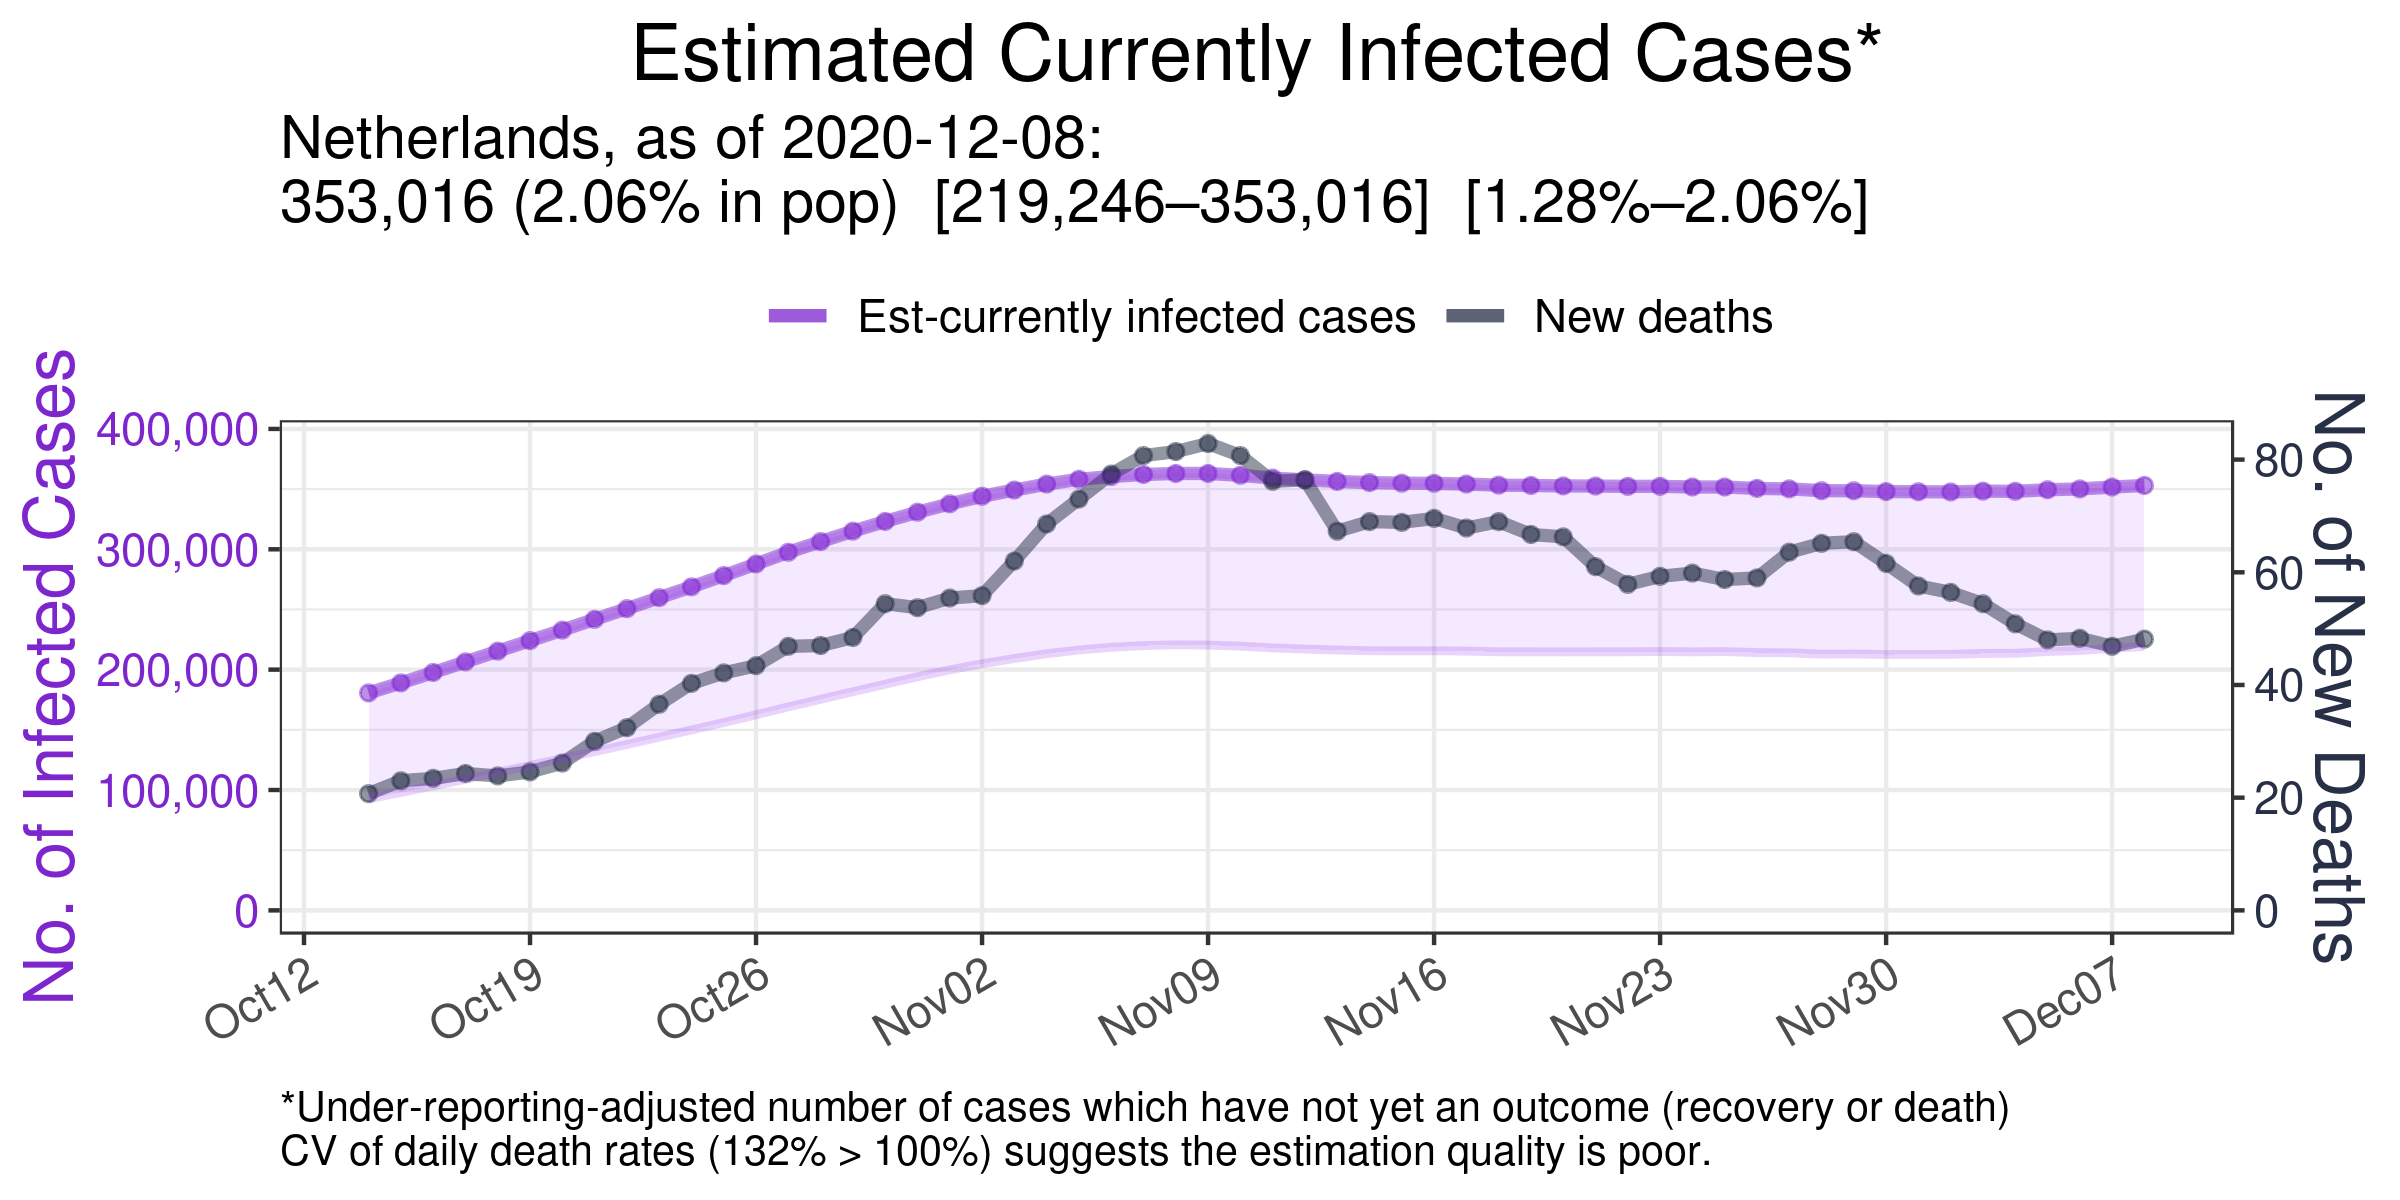 Estimated Currently Infected Cases*
Netherlands, as of 2020-12-08:
353,016 (2.06% in pop)  [219,246–353,016]  [1.28%–2.06%]
Est-currently infected cases
New deaths
No. of Infected Cases
400,000
300,000
200,000
100,000
0
No. of New Deaths
80
60
40
20
0
Oct12
Oct19
Oct26
Nov02
Nov09
Nov16
Nov23
Nov30
Dec07
*Under-reporting-adjusted number of cases which have not yet an outcome (recovery or death)
CV of daily death rates (132% > 100%) suggests the estimation quality is poor.